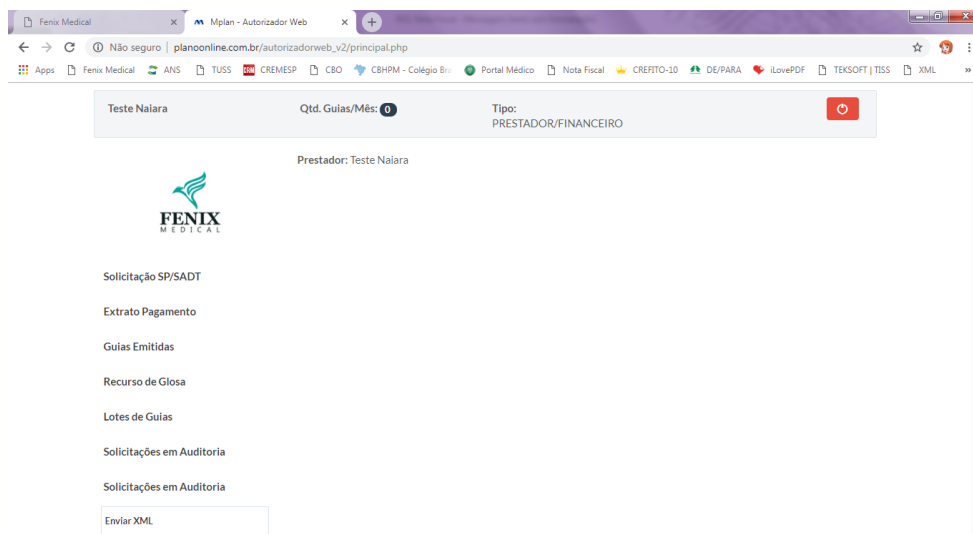 Fenix Medical
Mplan - Autorizador Web
Não seguro | planoonline.com.br/autorizadorweb_v2/principal.php
Apps Fenix Medical ANS TUSS CRM CREMESP CBO CBHPM - Colégio Bra Portal Médico Nota Fiscal CREFITO-10 DE/PARA iLovePDF TEKSOFT | TISS XML »
Teste Naiara Qtd. Guias/Mês: 0 Tipo:
PRESTADOR/FINANCEIRO
Prestador: Teste Naiara
FENIX
MEDICAL
Solicitação SP/SADT
Extrato Pagamento
Guias Emitidas
Recurso de Glosa
Lotes de Guias
Solicitações em Auditoria
Solicitações em Auditoria
Enviar XML